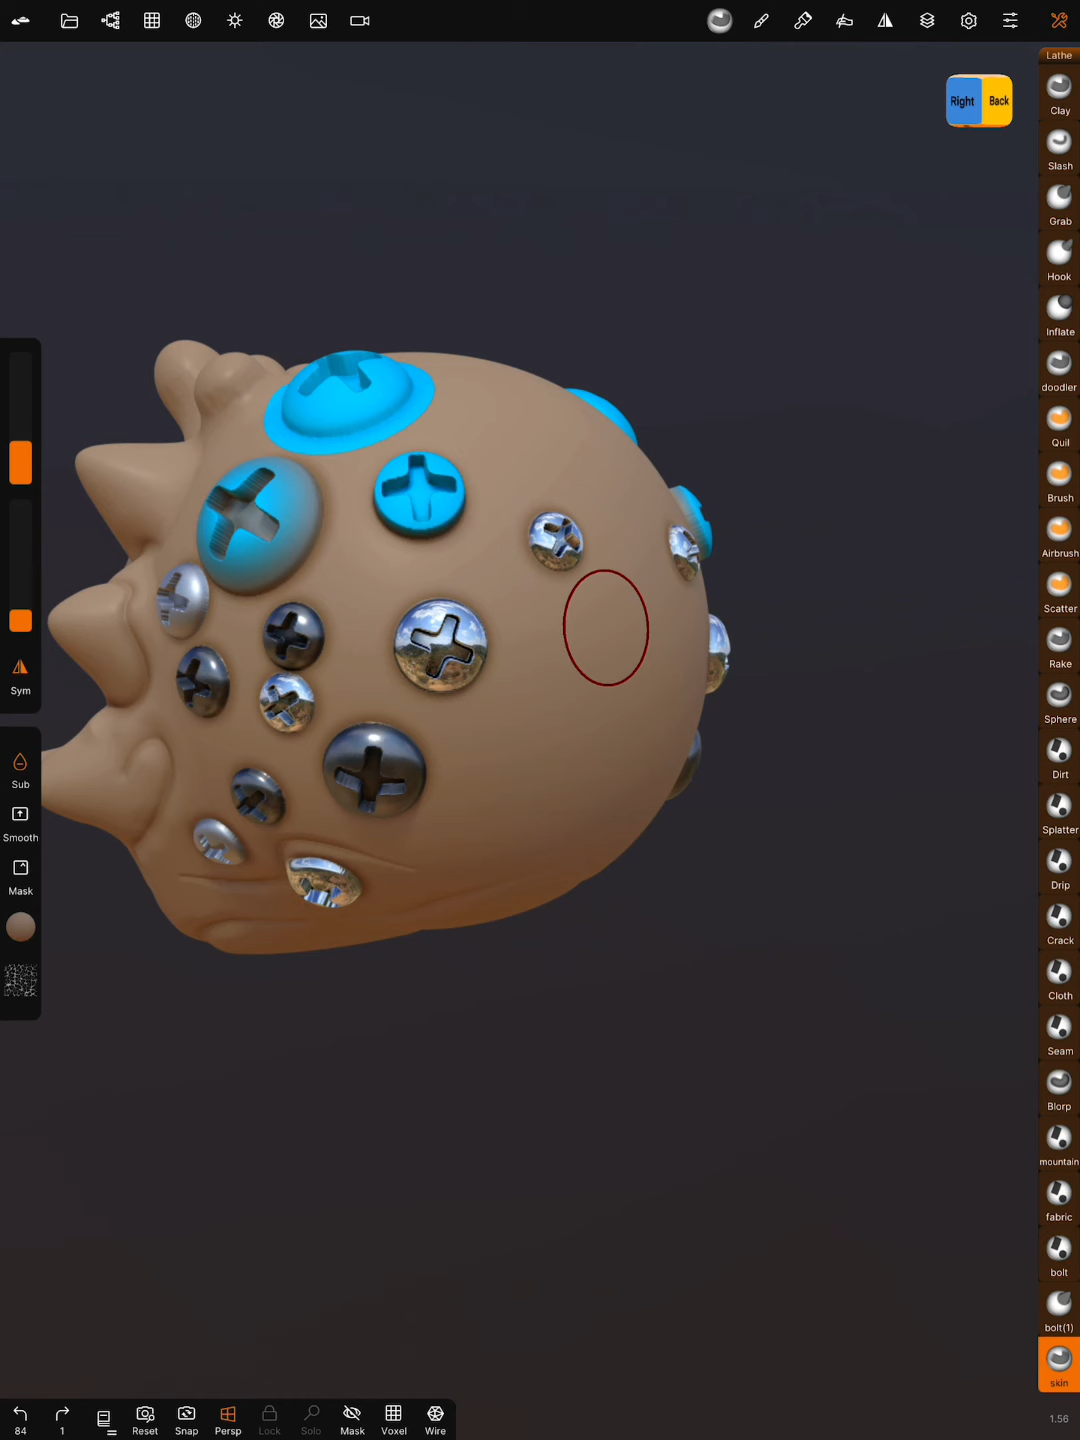 Right Back
Lathe
Clay
Slash
Grab
Hook
Inflate
doodler
Quil
Brush
Airbrush
Scatter
Rake
Sphere
Dirt
Splatter
Drip
Crack
Cloth
Seam
Blorp
mountain
fabric
bolt
bolt(1)
skin
Sym
Sub
Smooth
Mask
84
1
Reset
Snap
Persp
Lock
Solo
Mask
Voxel
Wire
1.56